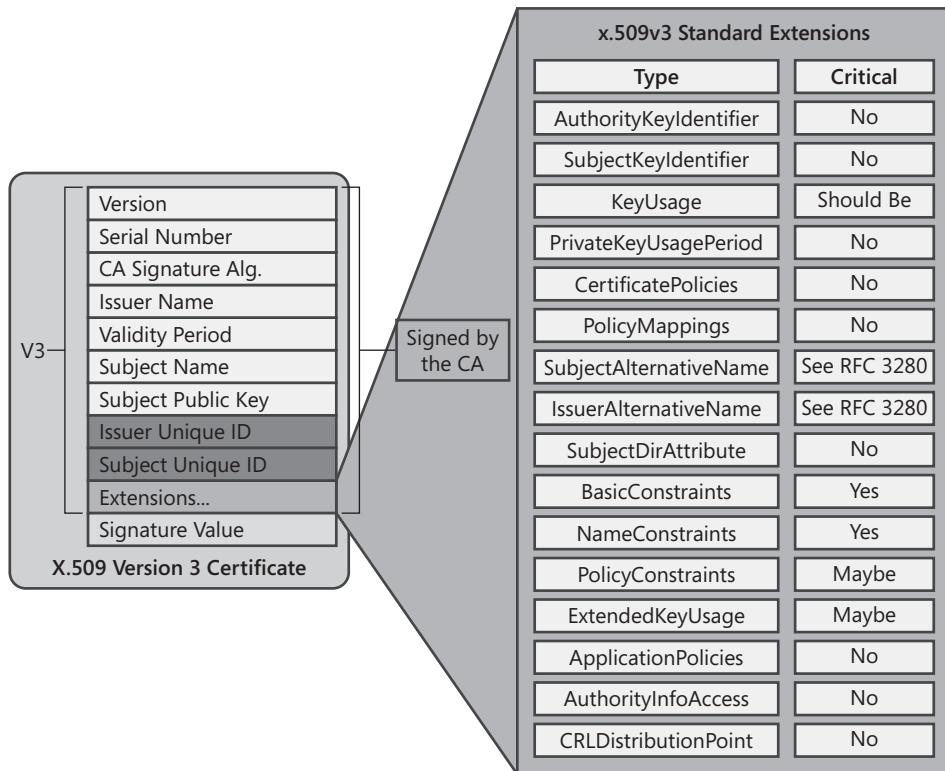 V3
Version
Serial Number
CA Signature Alg.
Issuer Name
Validity Period
Subject Name
Subject Public Key
Issuer Unique ID
Subject Unique ID
Extensions...
Signature Value
X.509 Version 3 Certificate
Signed by
the CA
x.509v3 Standard Extensions
Type Critical
AuthorityKeyIdentifier No
SubjectKeyIdentifier No
KeyUsage Should Be
PrivateKeyUsagePeriod No
CertificatePolicies No
PolicyMappings No
SubjectAlternativeName See RFC 3280
IssuerAlternativeName See RFC 3280
SubjectDirAttribute No
BasicConstraints Yes
NameConstraints Yes
PolicyConstraints Maybe
ExtendedKeyUsage Maybe
ApplicationPolicies No
AuthorityInfoAccess No
CRLDistributionPoint No